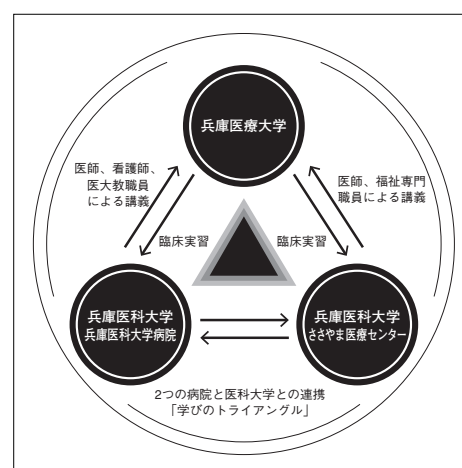 兵庫医療大学
医師、看護師、
医大教職員
による講義
医師、福祉専門
職員による講義
臨床実習
臨床実習
兵庫医科大学
兵庫医科大学病院
兵庫医科大学
ささやま医療センター
2つの病院と医科大学との連携
「学びのトライアングル」